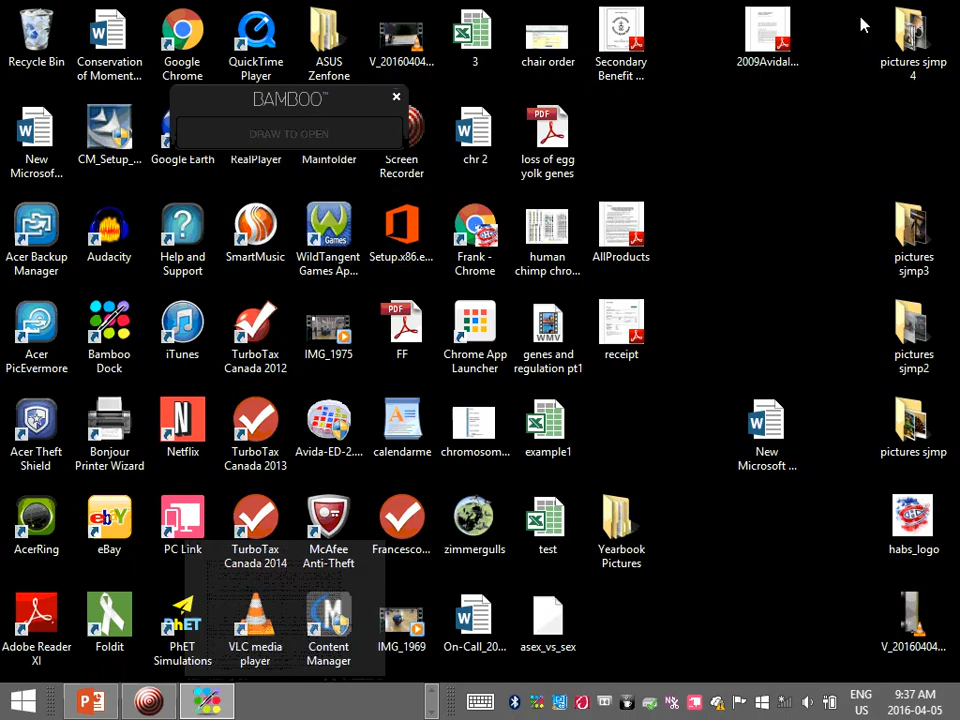 Recycle Bin
Conservation
of Moment...
Google
Chrome
QuickTime
Player
ASUS
Zenfone
V_20160404...
3
chair order
Secondary
Benefit ...
2009Avidal...
pictures sjmp
4
BAMBOO™
DRAW TO OPEN
New
Microsof...
CM_Setup_...
Google Earth
RealPlayer
Mainfolder
Screen
Recorder
chr 2
PDF
loss of egg
yolk genes
Acer Backup
Manager
Audacity
Help and
Support
SmartMusic
Games
WildTangent
Games Ap...
Setup.x86.e...
Frank -
Chrome
human
chimp chro...
AllProducts
pictures
sjmp3
Acer
PicEvermore
Bamboo
Dock
iTunes
TurboTax
Canada 2012
IMG_1975
PDF
FF
Chrome App
Launcher
WMV
genes and
regulation pt1
receipt
pictures
sjmp2
Acer Theft
Shield
Bonjour
Printer Wizard
Netflix
TurboTax
Canada 2013
Avida-ED-2....
calendarme
chromosom...
example1
New
Microsoft ...
pictures sjmp
AcerRing
ebay
eBay
PC Link
TurboTax
Canada 2014
McAfee
Anti-Theft
Francesco...
zimmergulls
test
Yearbook
Pictures
habs_logo
Adobe Reader
XI
Foldit
PhET
PhET
Simulations
VLC media
player
Content
Manager
IMG_1969
On-Call_20...
asex_vs_sex
V_20160404...
ENG
US
9:37 AM
2016-04-05